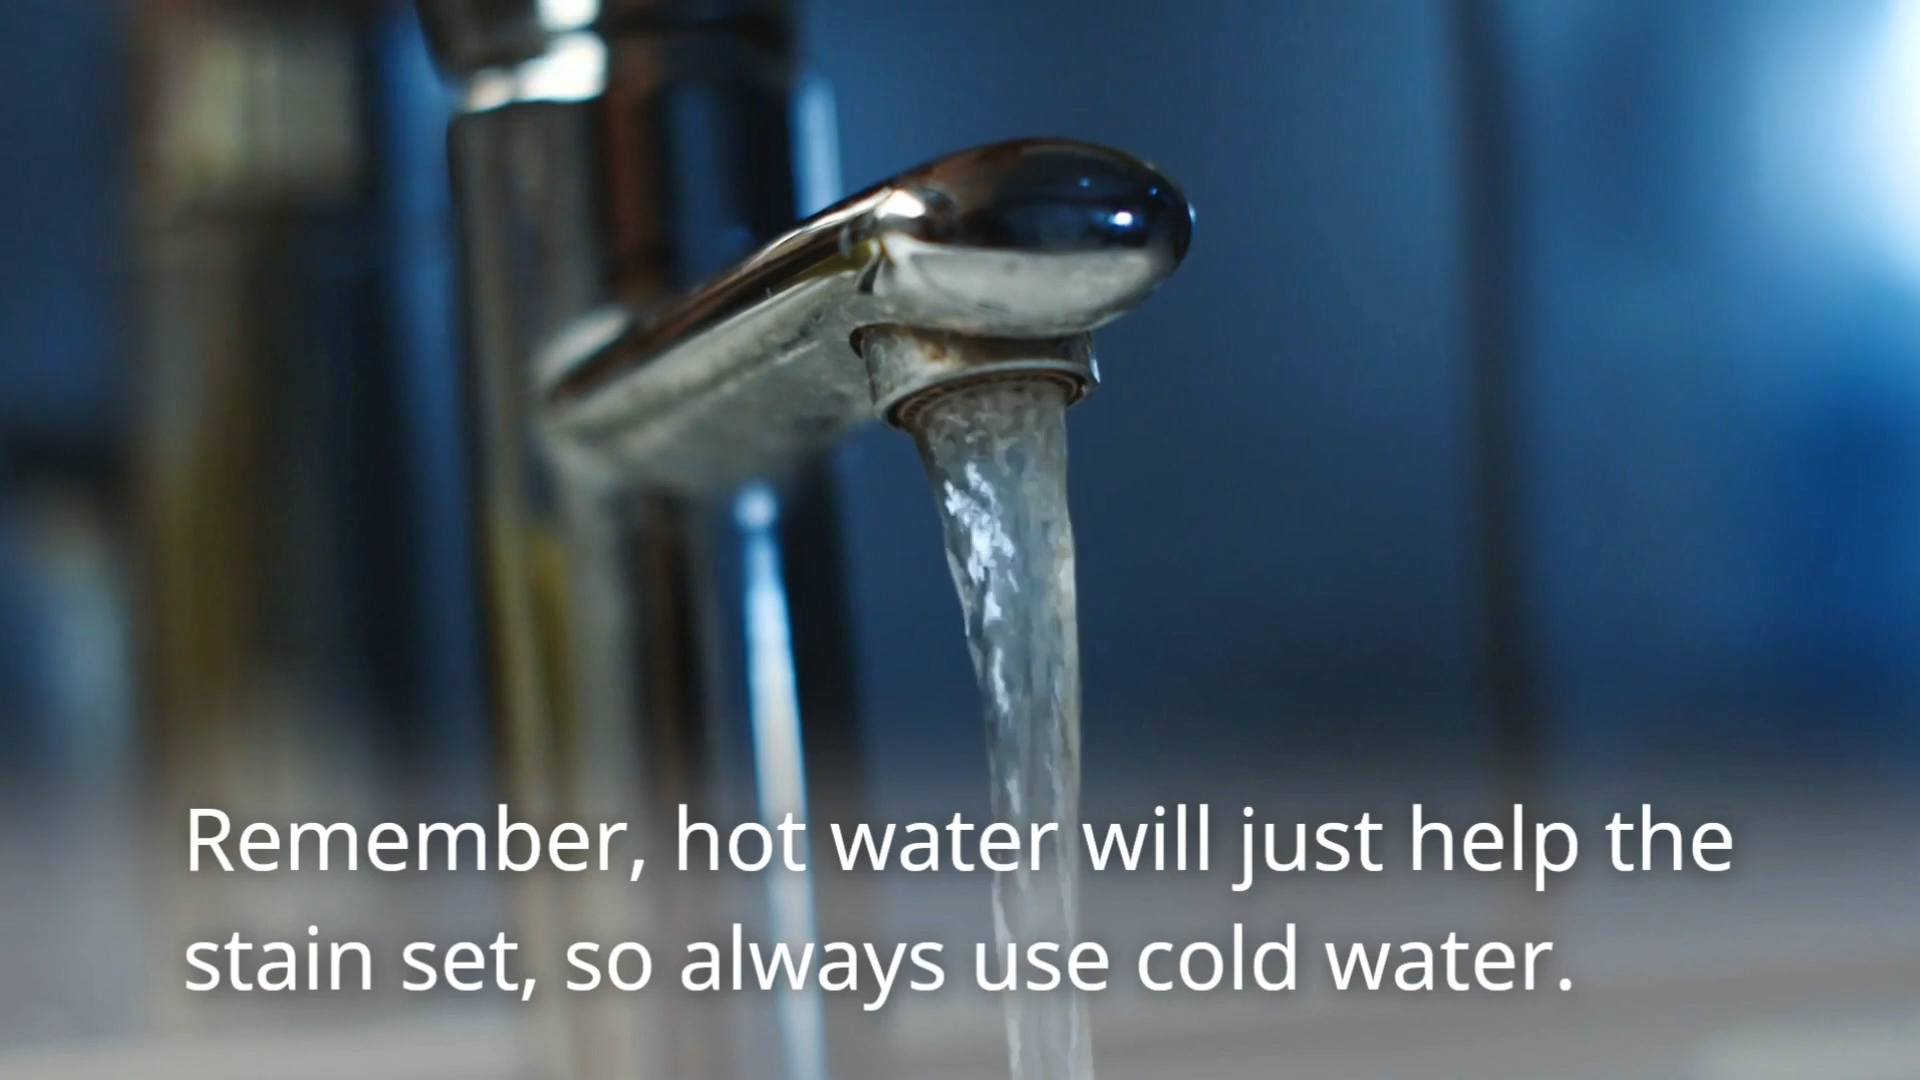 Remember, hot water will just help the
stain set, so always use cold water.